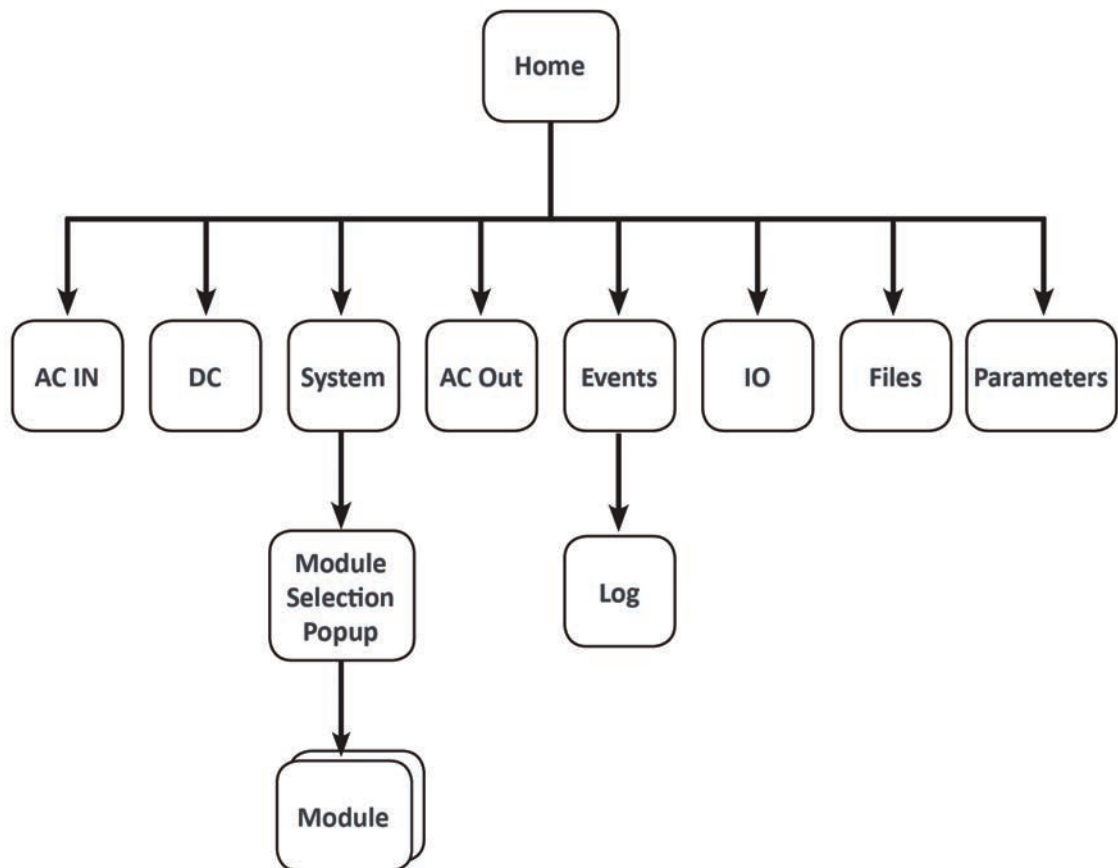 Home
AC IN
DC
System
AC Out
Events
IO
Files
Parameters
Module
Selection
Popup
Log
Module